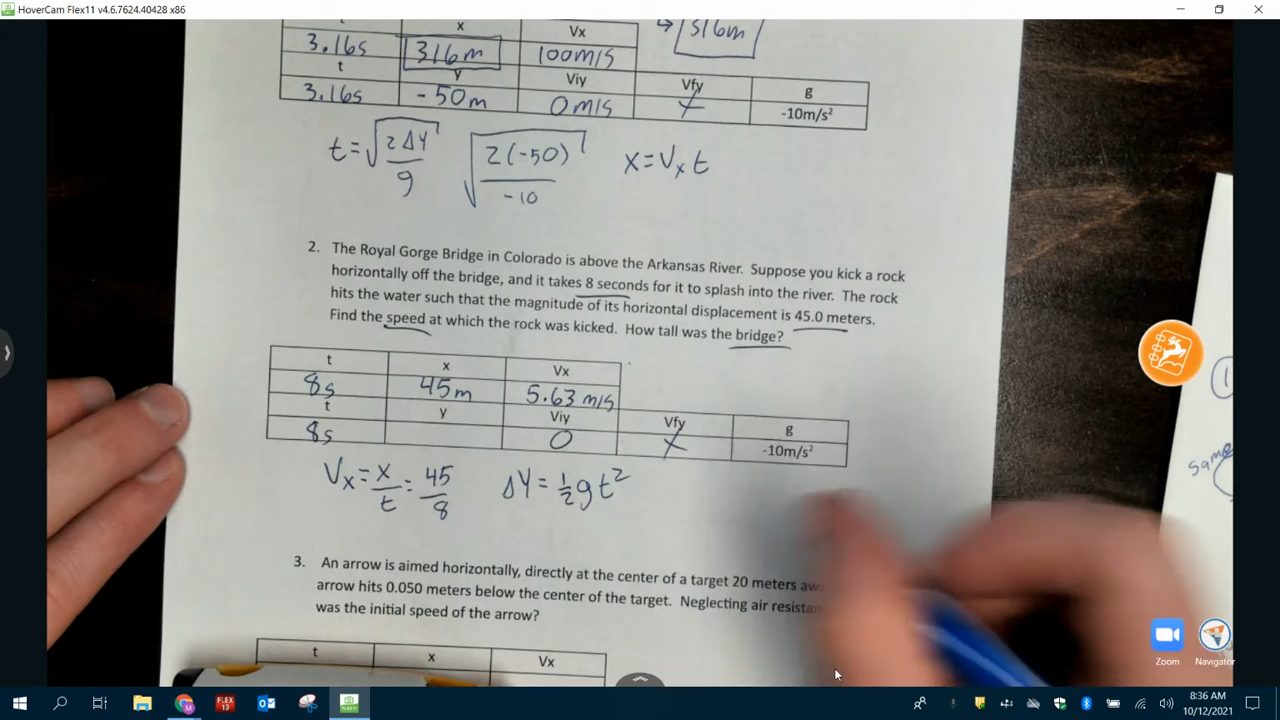 HoverCam Flex11 v4.6.7624.40428 x86
x Vx ↳ 316m
3.16s 316m 100m/s
t y Viy Vfy g
3.16s -50m 0m/s X -10m/s²
t = √(2ΔY/g) √(2(-50)/-10) x = Vx t
2. The Royal Gorge Bridge in Colorado is above the Arkansas River. Suppose you kick a rock
horizontally off the bridge, and it takes 8 seconds for it to splash into the river. The rock
hits the water such that the magnitude of its horizontal displacement is 45.0 meters.
Find the speed at which the rock was kicked. How tall was the bridge?
t x Vx
8s 45m 5.63 m/s
t y Viy Vfy g
8s 0 X -10m/s²
Vx = x/t = 45/8 ΔY = ½gt²
3. An arrow is aimed horizontally, directly at the center of a target 20 meters
arrow hits 0.050 meters below the center of the target. Neglecting air
was the initial speed of the arrow?
t x Vx
same
Zoom Navigator
FLEX 11
8:36 AM
10/12/2021